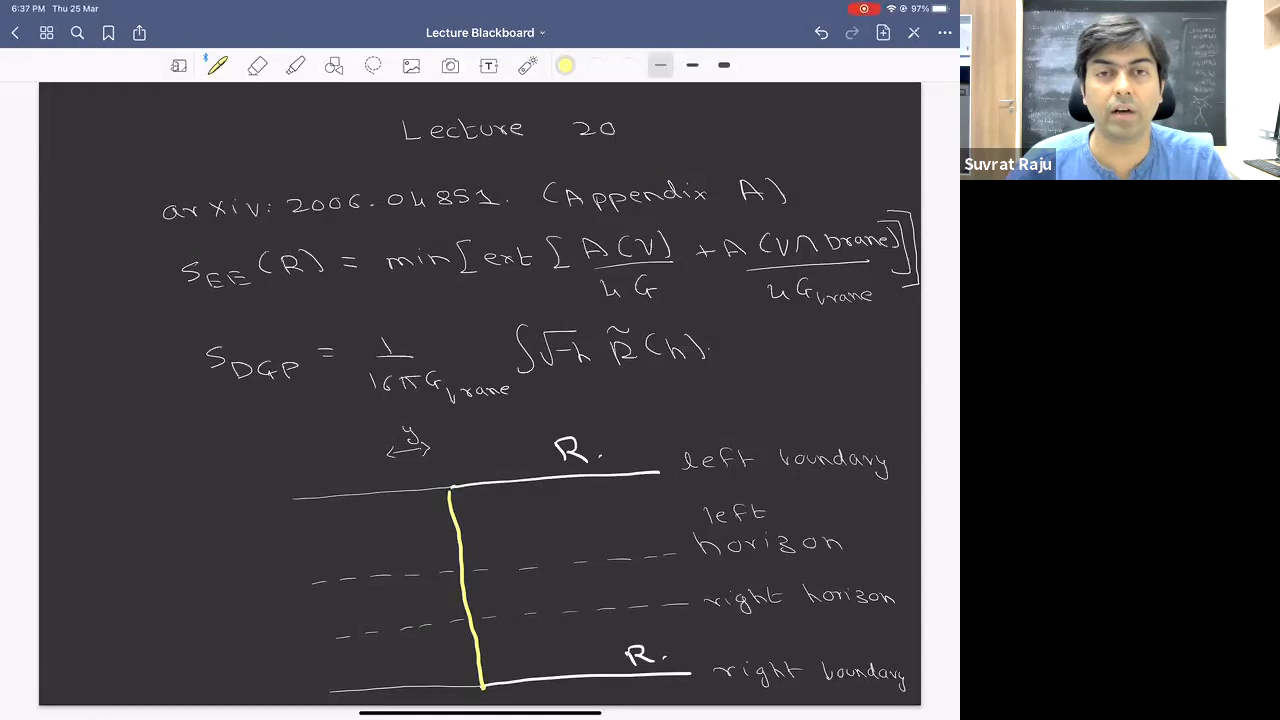 6:37 PM Thu 25 Mar
97%
Lecture Blackboard
Lecture 20
arxiv: 2006.04851. (Appendix A)
S_EE(R) = min[ext[A(V)/4G + A(V∩brane)/4G_brane]]
S_DGP = 1/16πG_brane ∫√-h R̃(h).
y
R.
left boundary
left
horizon
right horizon
R.
right boundary
Suvrat Raju